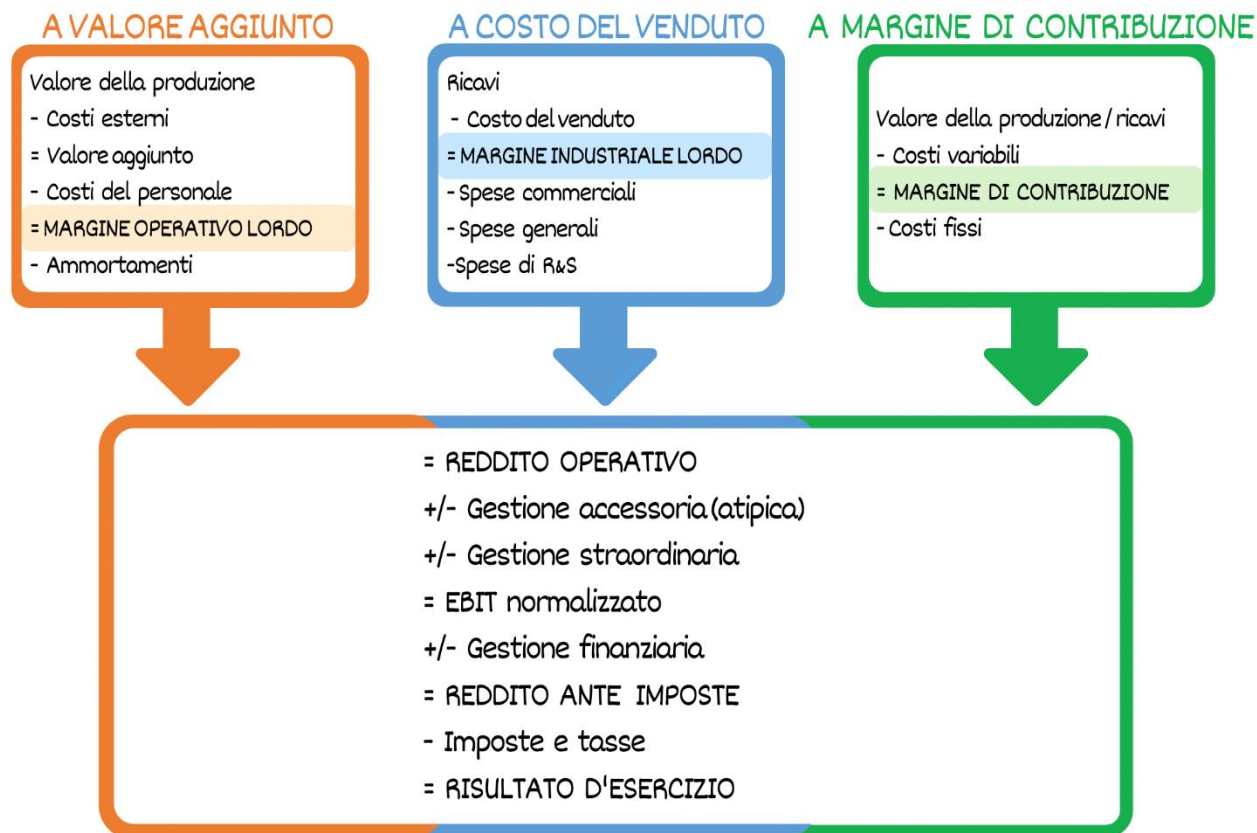 A VALORE AGGIUNTO
Valore della produzione
- Costi esterni
= Valore aggiunto
- Costi del personale
= MARGINE OPERATIVO LORDO
- Ammortamenti
A COSTO DEL VENDUTO
Ricavi
- Costo del venduto
= MARGINE INDUSTRIALE LORDO
- Spese commerciali
- Spese generali
-Spese di R&S
A MARGINE DI CONTRIBUZIONE
Valore della produzione / ricavi
- Costi variabili
= MARGINE DI CONTRIBUZIONE
- Costi fissi
= REDDITO OPERATIVO
+/- Gestione accessoria (atipica)
+/- Gestione straordinaria
= EBIT normalizzato
+/- Gestione finanziaria
= REDDITO ANTE IMPOSTE
- Imposte e tasse
= RISULTATO D'ESERCIZIO